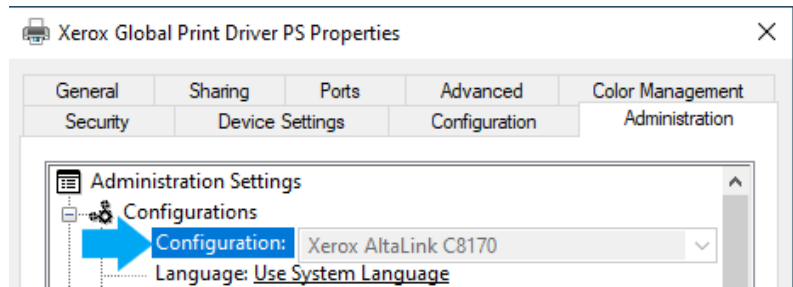 Xerox Global Print Driver PS Properties
General Sharing Ports Advanced Color Management
Security Device Settings Configuration Administration
Administration Settings
Configurations
Configuration: Xerox AltaLink C8170
Language: Use System Language